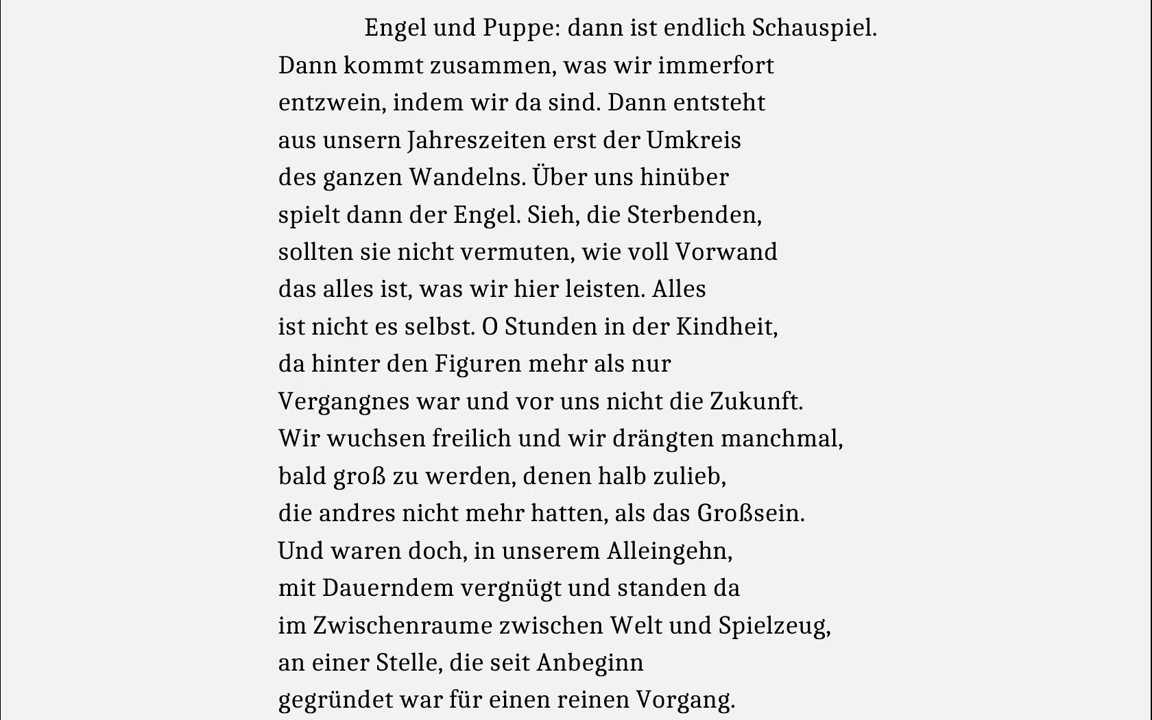 Engel und Puppe: dann ist endlich Schauspiel.
Dann kommt zusammen, was wir immerfort
entzwein, indem wir da sind. Dann entsteht
aus unsern Jahreszeiten erst der Umkreis
des ganzen Wandelns. Über uns hinüber
spielt dann der Engel. Sieh, die Sterbenden,
sollten sie nicht vermuten, wie voll Vorwand
das alles ist, was wir hier leisten. Alles
ist nicht es selbst. O Stunden in der Kindheit,
da hinter den Figuren mehr als nur
Vergangnes war und vor uns nicht die Zukunft.
Wir wuchsen freilich und wir drängten manchmal,
bald groß zu werden, denen halb zulieb,
die andres nicht mehr hatten, als das Großsein.
Und waren doch, in unserem Alleingehn,
mit Dauerndem vergnügt und standen da
im Zwischenraume zwischen Welt und Spielzeug,
an einer Stelle, die seit Anbeginn
gegründet war für einen reinen Vorgang.